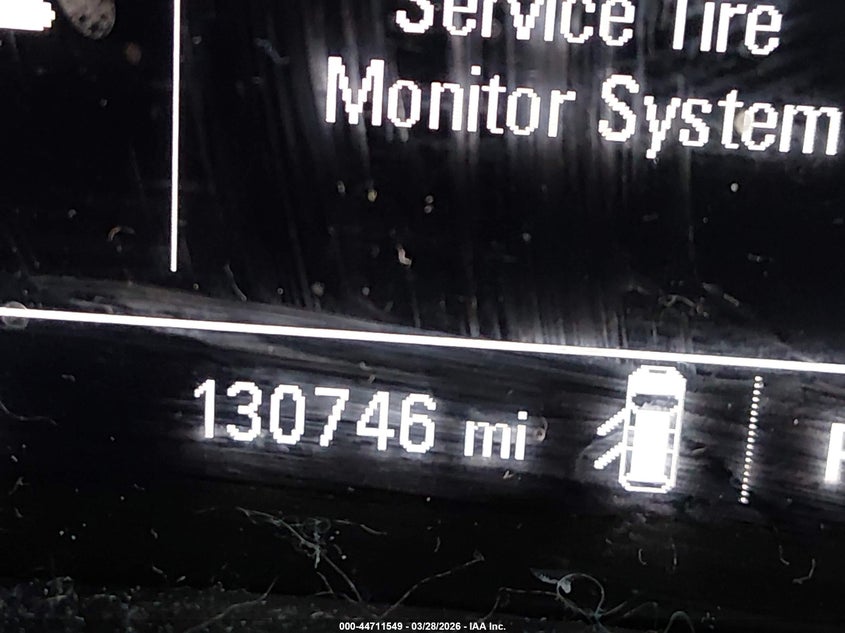 Service Tire
Monitor System
130746 mi
000-44711549 - 03/28/2026 - IAA Inc.